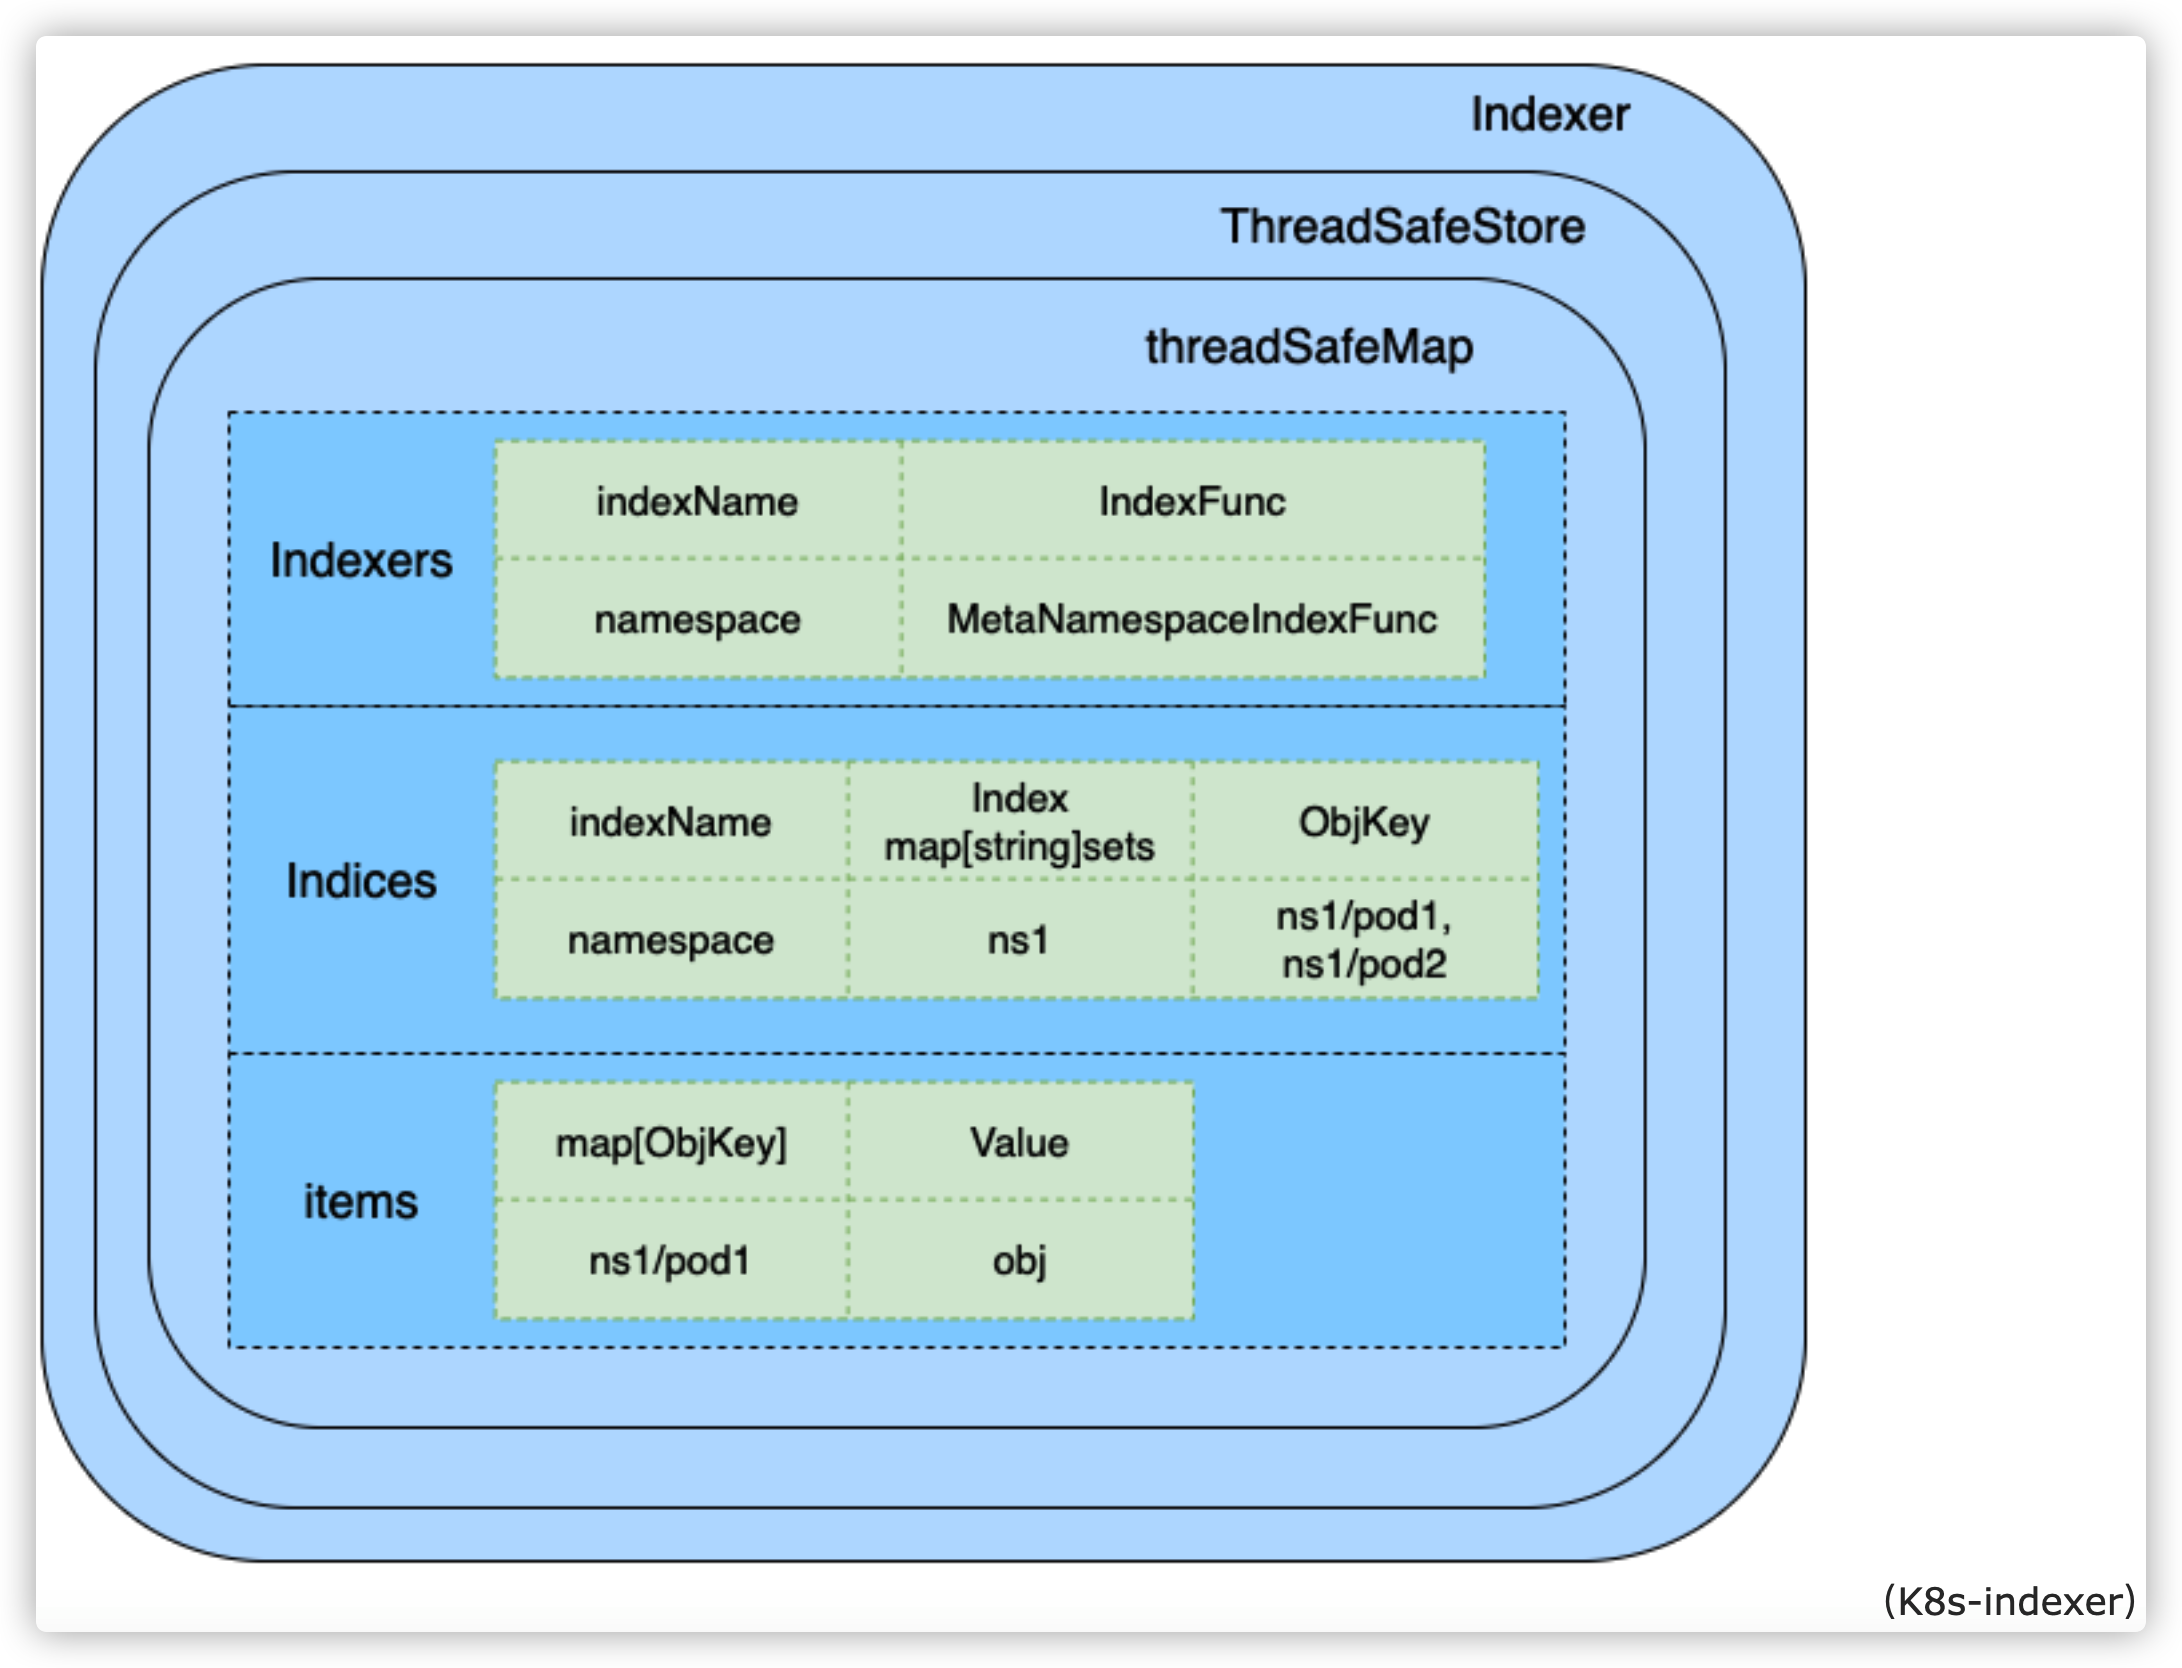 Indexer
ThreadSafeStore
threadSafeMap
Indexers
indexName
IndexFunc
namespace
MetaNamespaceIndexFunc
Indices
indexName
Index
map[string]sets
ObjKey
namespace
ns1
ns1/pod1,
ns1/pod2
items
map[ObjKey]
Value
ns1/pod1
obj
(K8s-indexer)